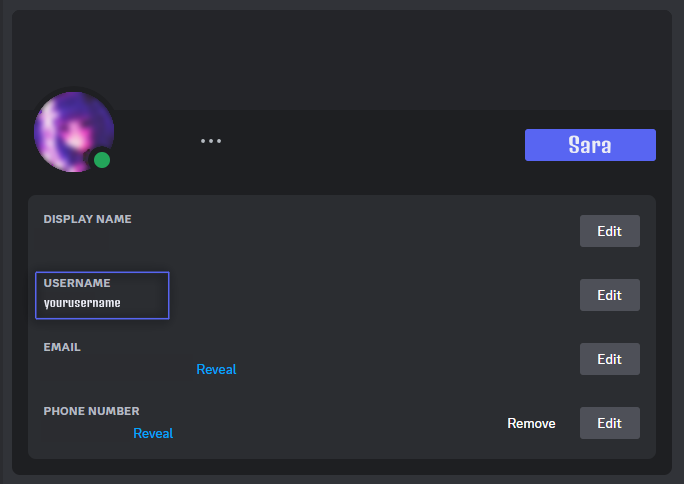 Sara
DISPLAY NAME
Edit
USERNAME
yourusername
Edit
EMAIL
Reveal
Edit
PHONE NUMBER
Reveal
Remove
Edit